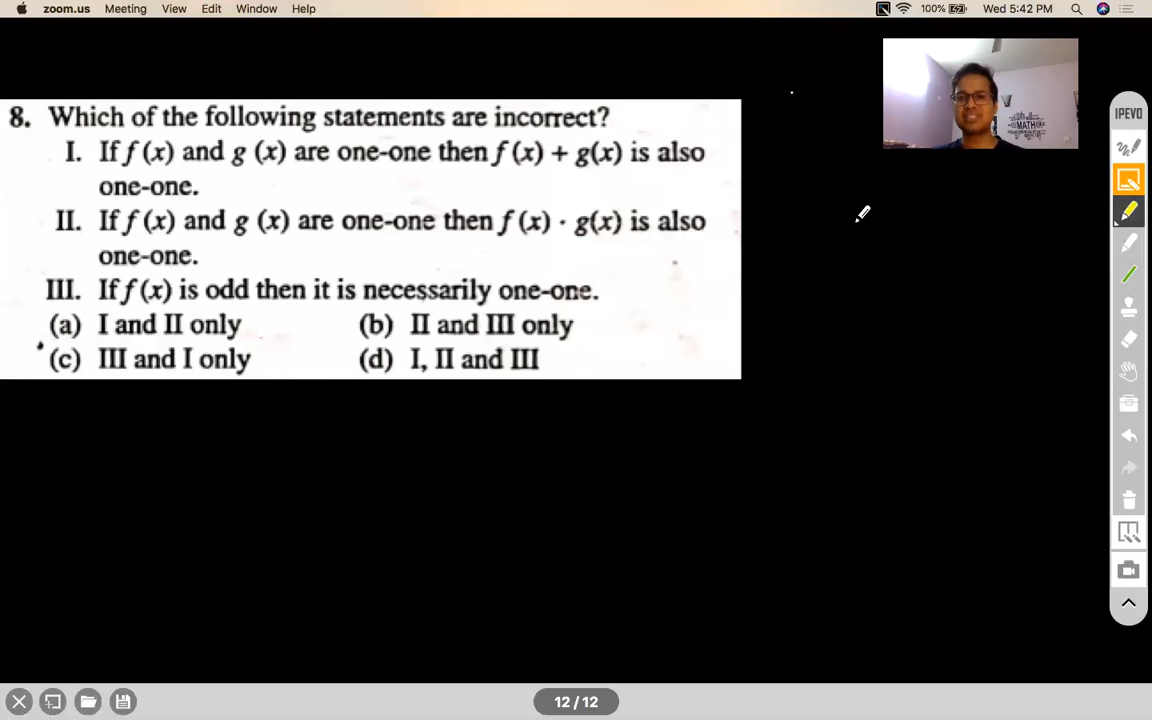 zoom.us Meeting View Edit Window Help 100% Wed 5:42 PM
IPEVO
MATH
8. Which of the following statements are incorrect?
I. If f (x) and g (x) are one-one then f (x) + g(x) is also
one-one.
II. If f (x) and g (x) are one-one then f (x) · g(x) is also
one-one.
III. If f (x) is odd then it is necessarily one-one.
(a) I and II only (b) II and III only
(c) III and I only (d) I, II and III
12 / 12